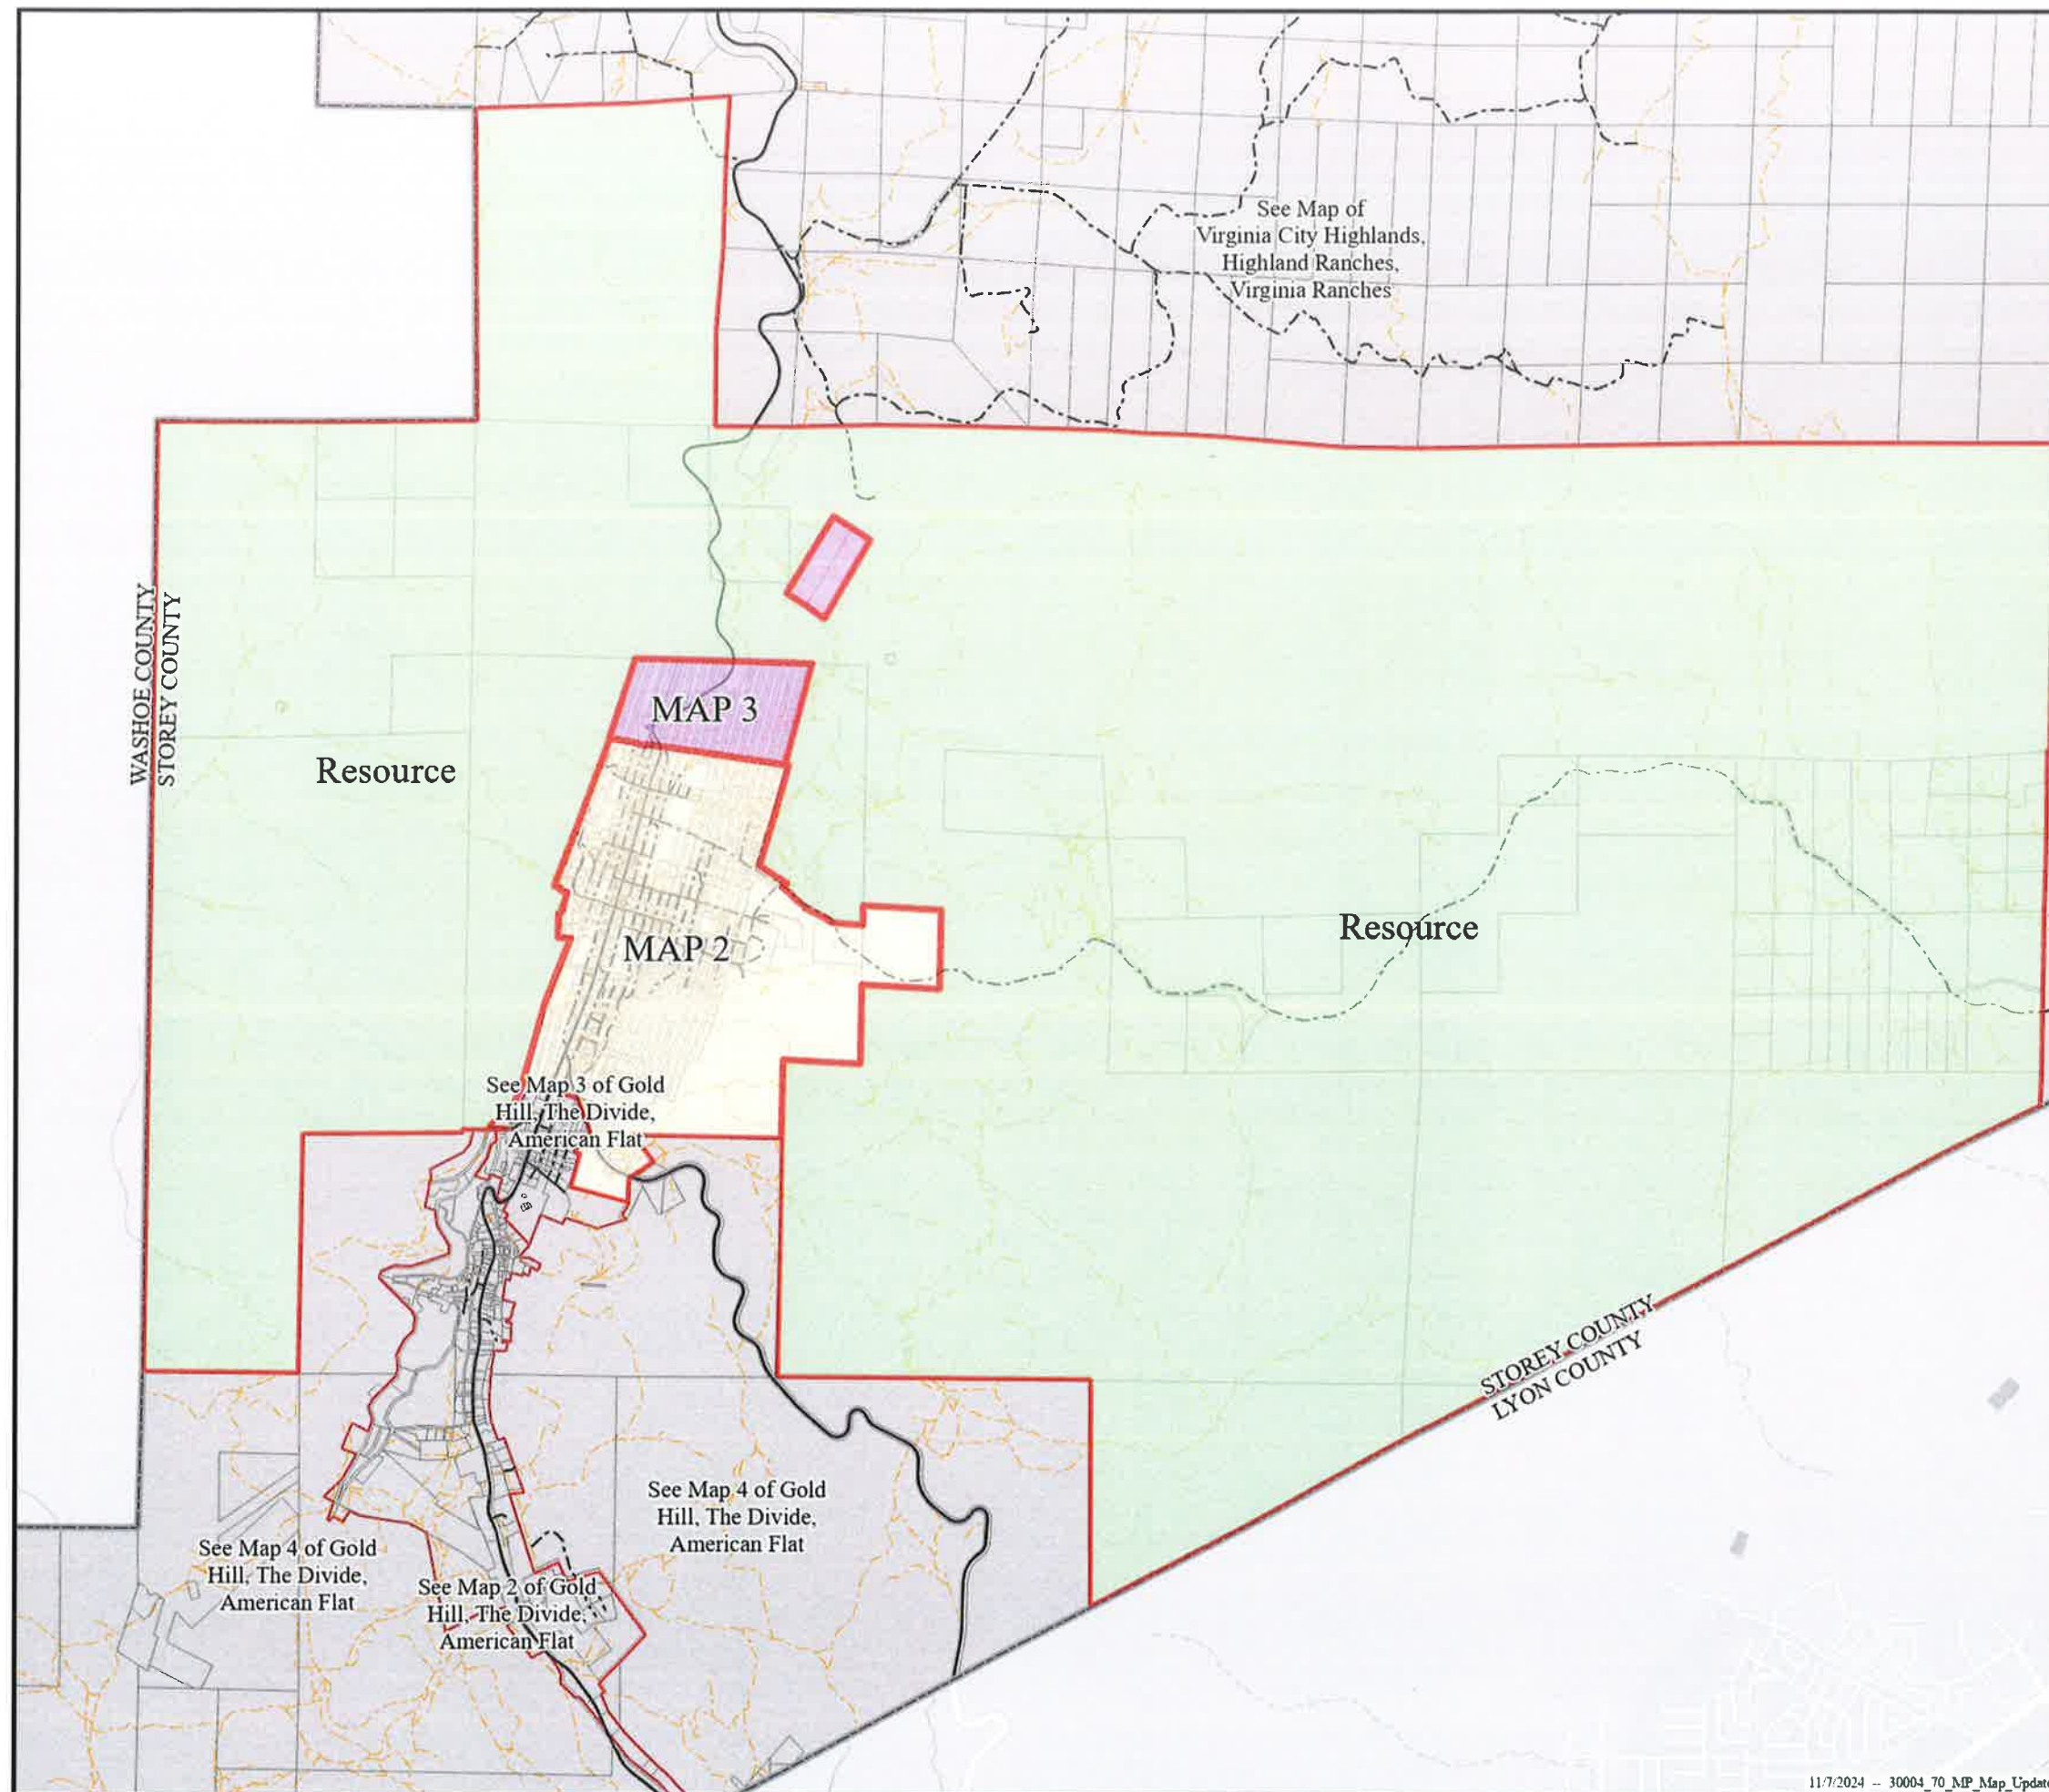 See Map of
Virginia City Highlands,
Highland Ranches,
Virginia Ranches
WASHOE COUNTY
STOREY COUNTY
MAP 3
Resource
Resource
MAP 2
See Map 3 of Gold
Hill, The Divide,
American Flat
STOREY COUNTY
LYON COUNTY
See Map 4 of Gold
Hill, The Divide,
American Flat
See Map 4 of Gold
Hill, The Divide,
American Flat
See Map 2 of Gold
Hill, The Divide,
American Flat
11/7/2024 -- 30004_70_MP_Map_Update